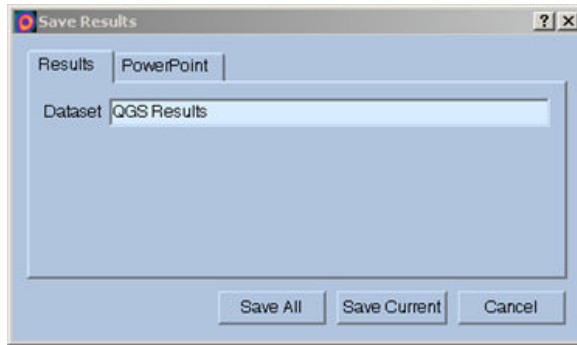 Save Results
Results PowerPoint
Dataset QGS Results
Save All Save Current Cancel